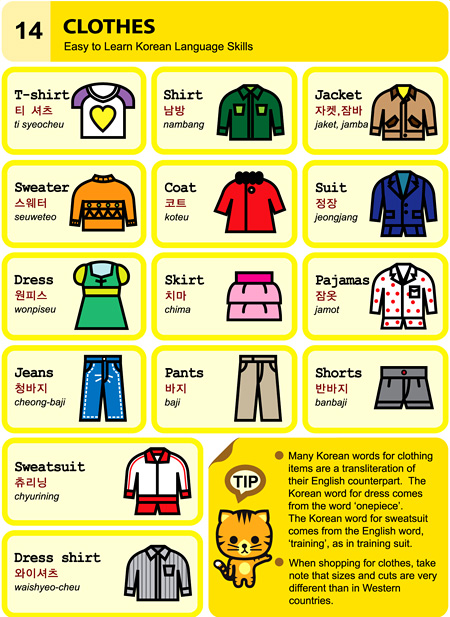 14
CLOTHES
Easy to Learn Korean Language Skills
T-shirt
티 셔츠
ti syeocheu
Shirt
남방
nambang
Jacket
자켓,잠바
jaket, jamba
Sweater
스웨터
seuweteo
Coat
코트
koteu
Suit
정장
jeongjang
Dress
원피스
wonpiseu
Skirt
치마
chima
Pajamas
잠옷
jamot
Jeans
청바지
cheong-baji
Pants
바지
baji
Shorts
반바지
banbaji
Sweatsuit
츄리닝
chyurining
Dress shirt
와이셔츠
waishyeo-cheu
TIP
Many Korean words for clothing
items are a transliteration of
their English counterpart. The
Korean word for dress comes
from the word ‘onepiece’.
The Korean word for sweatsuit
comes from the English word,
‘training’, as in training suit.
When shopping for clothes, take
note that sizes and cuts are very
different than in Western
countries.